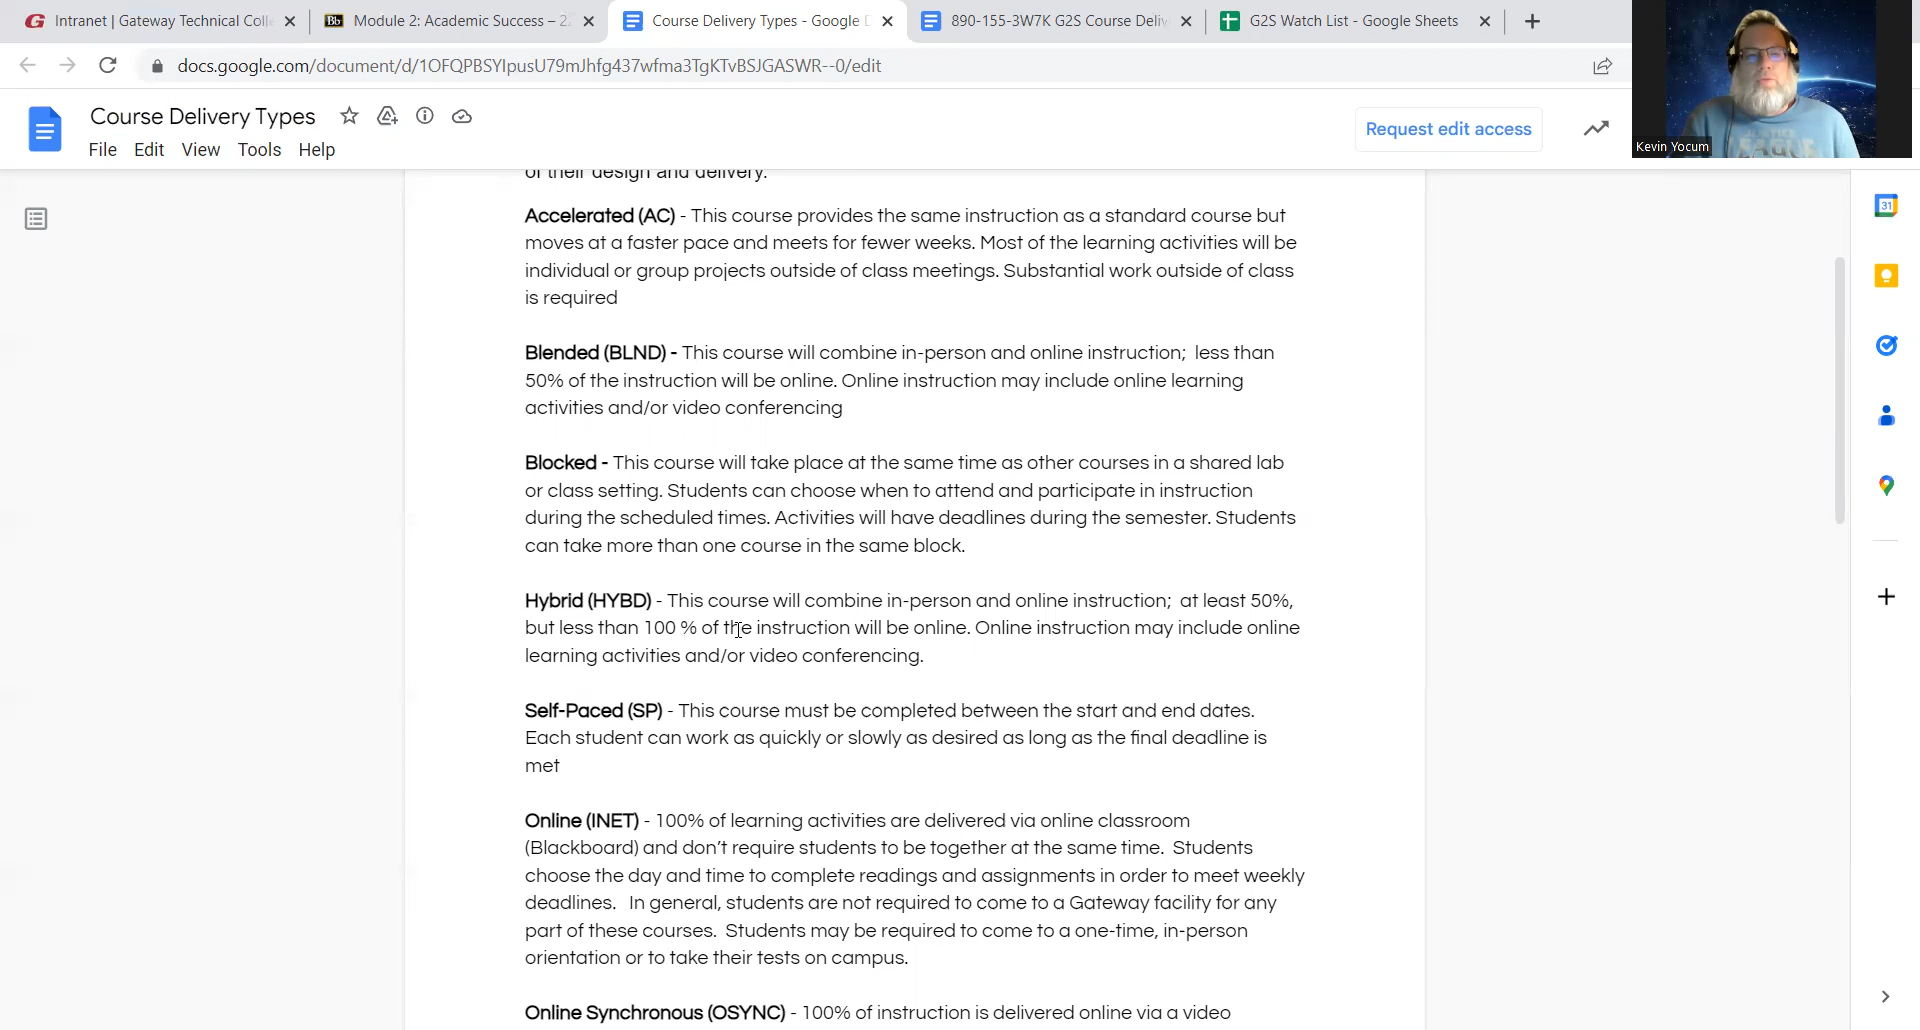 Intranet | Gateway Technical Coll
Module 2: Academic Success – 2
Course Delivery Types - Google D
890-155-3W7K G2S Course Deliv
G2S Watch List - Google Sheets
docs.google.com/document/d/1OFQPBSYIpusU79mJhfg437wfma3TgKTvBSJGASWR--0/edit
Course Delivery Types
File Edit View Tools Help
Request edit access
Kevin Yocum
of their design and delivery.
Accelerated (AC) - This course provides the same instruction as a standard course but
moves at a faster pace and meets for fewer weeks. Most of the learning activities will be
individual or group projects outside of class meetings. Substantial work outside of class
is required
Blended (BLND) - This course will combine in-person and online instruction; less than
50% of the instruction will be online. Online instruction may include online learning
activities and/or video conferencing
Blocked - This course will take place at the same time as other courses in a shared lab
or class setting. Students can choose when to attend and participate in instruction
during the scheduled times. Activities will have deadlines during the semester. Students
can take more than one course in the same block.
Hybrid (HYBD) - This course will combine in-person and online instruction; at least 50%,
but less than 100 % of the instruction will be online. Online instruction may include online
learning activities and/or video conferencing.
Self-Paced (SP) - This course must be completed between the start and end dates.
Each student can work as quickly or slowly as desired as long as the final deadline is
met
Online (INET) - 100% of learning activities are delivered via online classroom
(Blackboard) and don't require students to be together at the same time. Students
choose the day and time to complete readings and assignments in order to meet weekly
deadlines. In general, students are not required to come to a Gateway facility for any
part of these courses. Students may be required to come to a one-time, in-person
orientation or to take their tests on campus.
Online Synchronous (OSYNC) - 100% of instruction is delivered online via a video